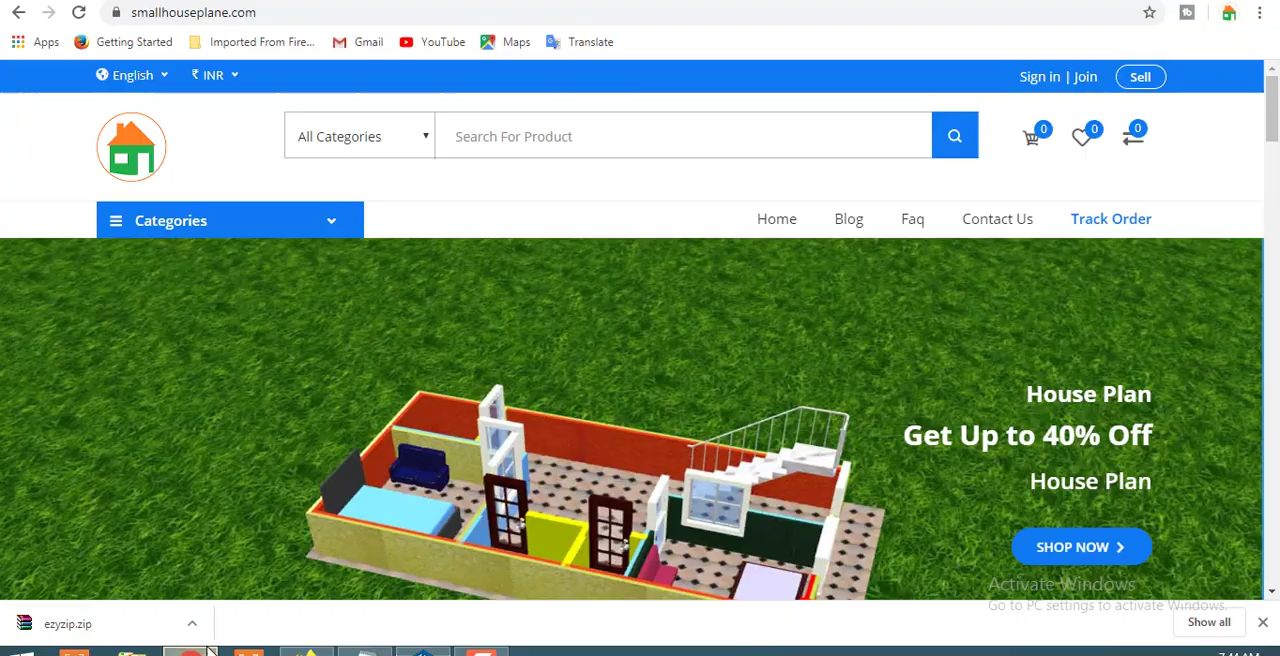 smallhouseplane.com
Apps Getting Started Imported From Fire... Gmail YouTube Maps Translate
English ₹ INR Sign in | Join Sell
All Categories Search For Product 0 0 0
Categories Home Blog Faq Contact Us Track Order
House Plan
Get Up to 40% Off
House Plan
SHOP NOW
Activate Windows
Go to PC settings to activate Windows.
ezyzip.zip Show all